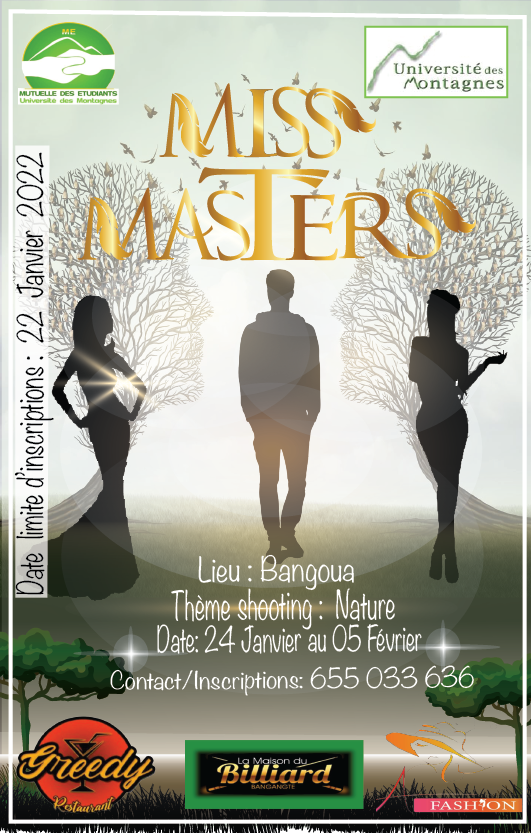 ME
MUTUELLE DES ETUDIANTS
Université des Montagnes
Université des
Montagnes
MISS
MASTERS
Date limite d'inscriptions : 22 Janvier 2022
Lieu : Bangoua
Thème shooting : Nature
Date: 24 Janvier au 05 Février
Contact/Inscriptions: 655 033 636
Greedy
Restaurant
La Maison du
Billiard
BANGANGTE
FASH'ON